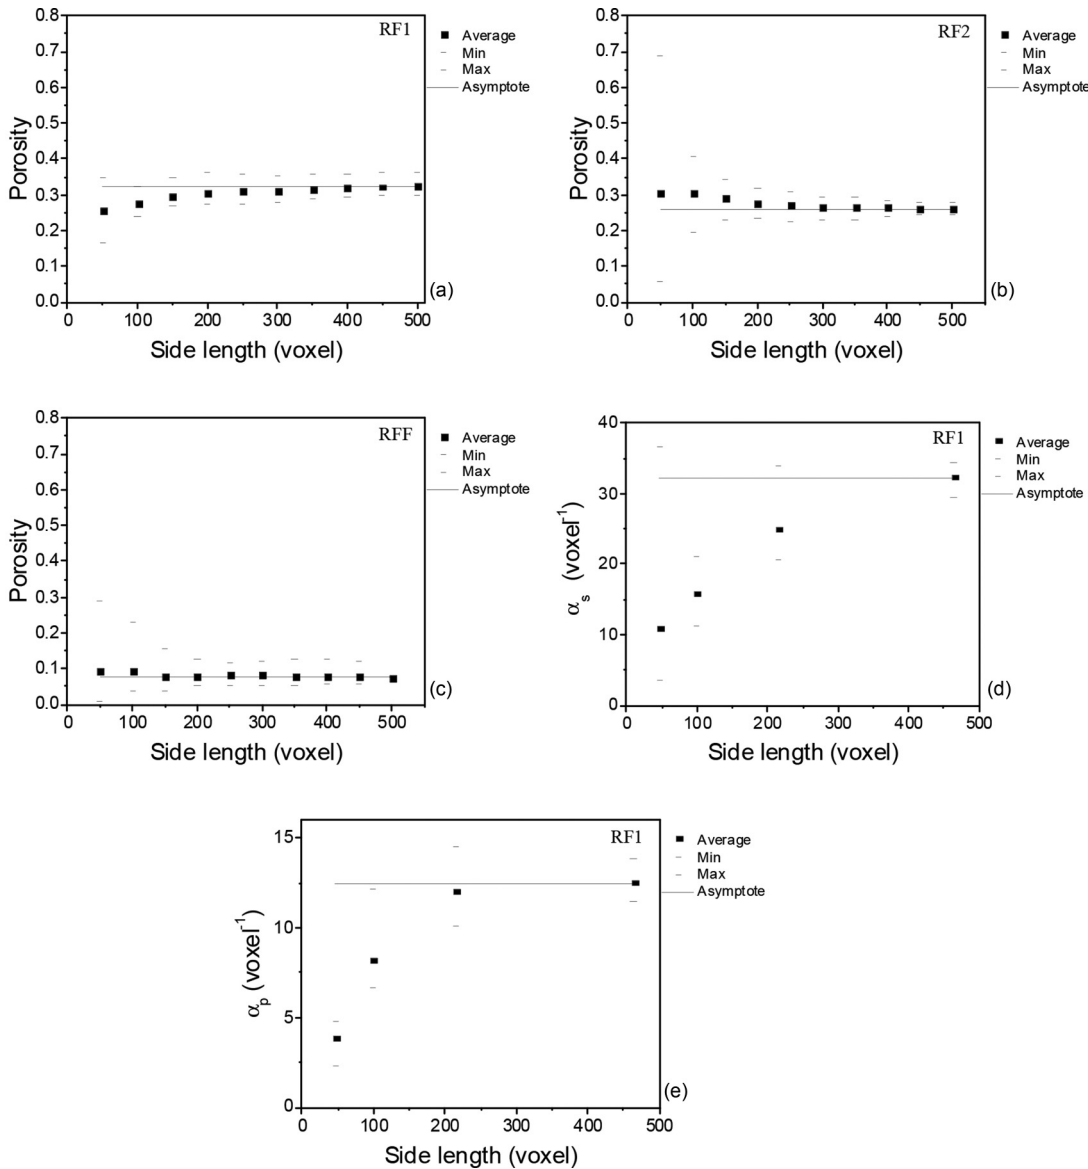 RF1
Average
Min
Max
Asymptote
0.8
0.7
0.6
0.5
0.4
0.3
0.2
0.1
0.0
Porosity
0 100 200 300 400 500
Side length (voxel)
(a)
RF2
Average
Min
Max
Asymptote
0.8
0.7
0.6
0.5
0.4
0.3
0.2
0.1
0.0
Porosity
0 100 200 300 400 500
Side length (voxel)
(b)
RFF
Average
Min
Max
Asymptote
0.8
0.7
0.6
0.5
0.4
0.3
0.2
0.1
0.0
Porosity
0 100 200 300 400 500
Side length (voxel)
(c)
RF1
Average
Min
Max
Asymptote
40
30
20
10
0
αₛ (voxel⁻¹)
0 100 200 300 400 500
Side length (voxel)
(d)
RF1
Average
Min
Max
Asymptote
15
10
5
0
αₚ (voxel⁻¹)
0 100 200 300 400 500
Side length (voxel)
(e)